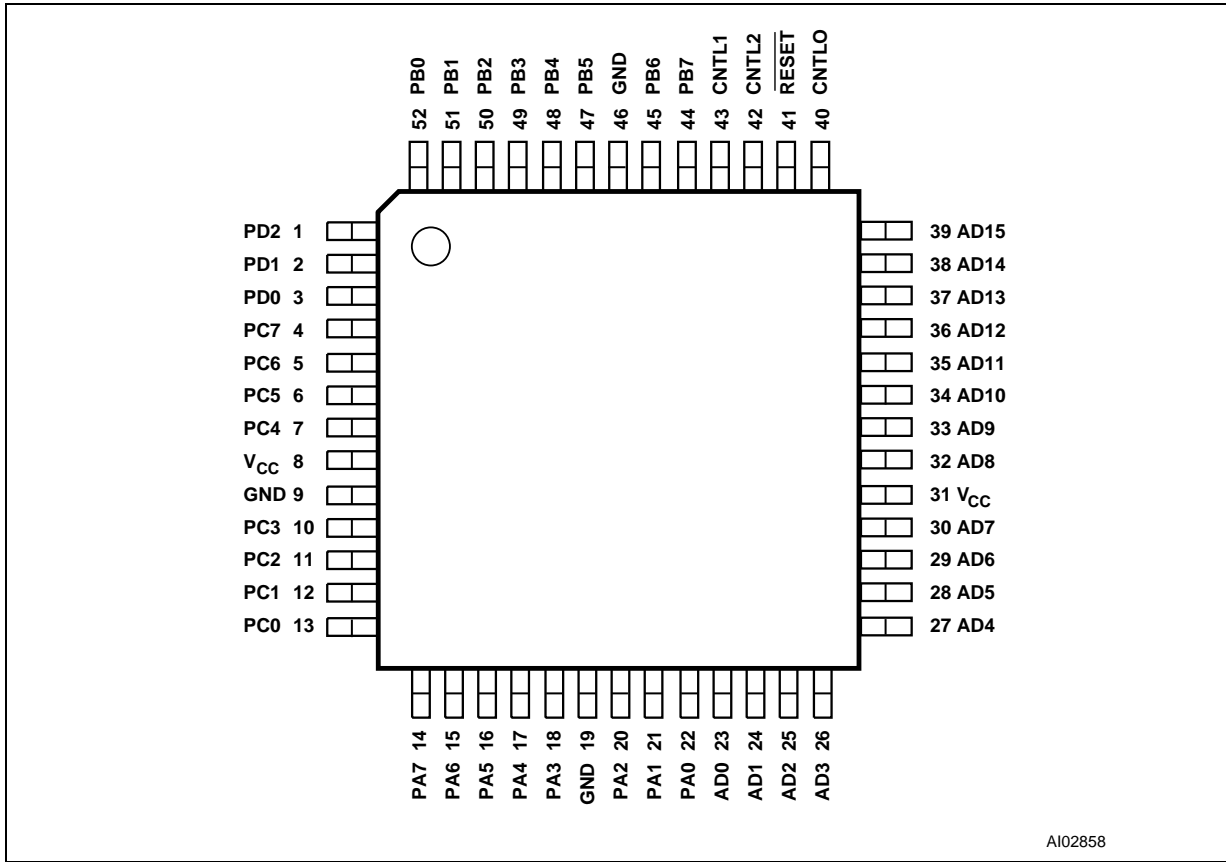 52 PB0
51 PB1
50 PB2
49 PB3
48 PB4
47 PB5
46 GND
45 PB6
44 PB7
43 CNTL1
42 CNTL2
41 RESET
40 CNTLO
PD2 1
PD1 2
PD0 3
PC7 4
PC6 5
PC5 6
PC4 7
VCC 8
GND 9
PC3 10
PC2 11
PC1 12
PC0 13
39 AD15
38 AD14
37 AD13
36 AD12
35 AD11
34 AD10
33 AD9
32 AD8
31 VCC
30 AD7
29 AD6
28 AD5
27 AD4
PA7 14
PA6 15
PA5 16
PA4 17
PA3 18
GND 19
PA2 20
PA1 21
PA0 22
AD0 23
AD1 24
AD2 25
AD3 26
AI02858